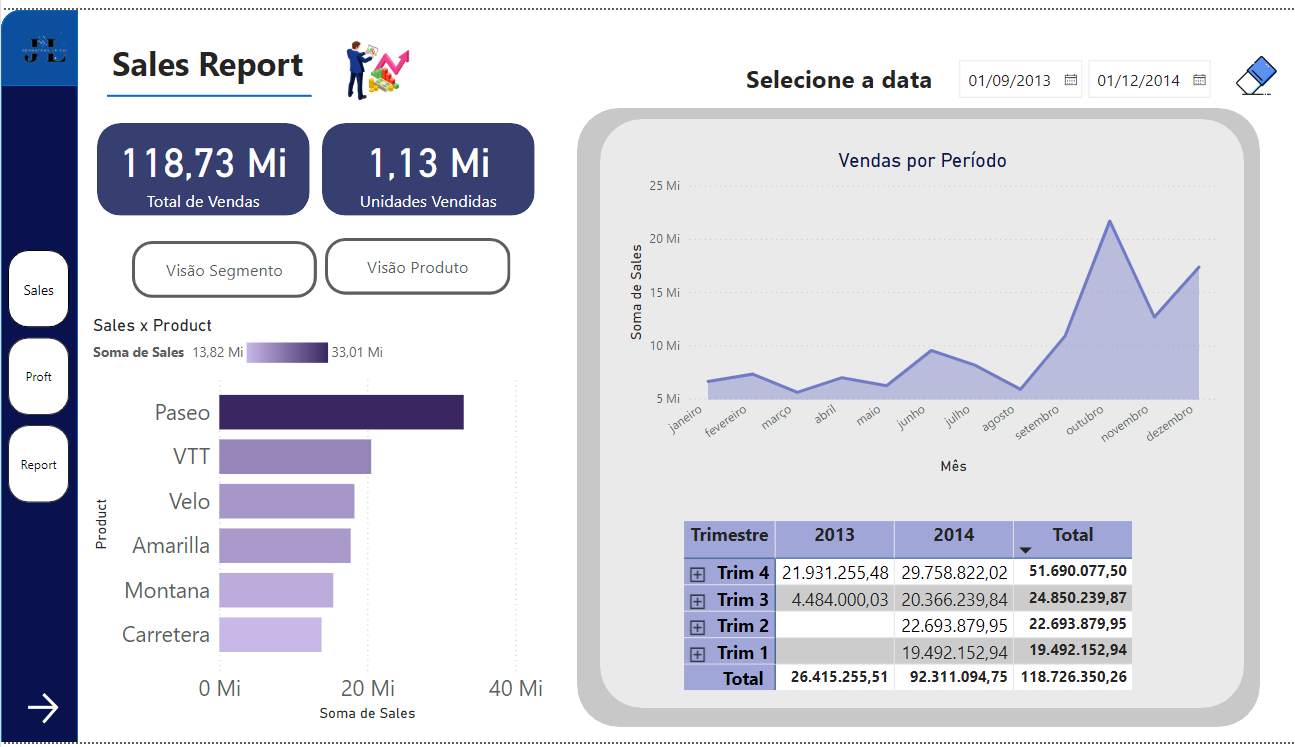 JL
Sales Report
Selecione a data
01/09/2013
01/12/2014
118,73 Mi
Total de Vendas
1,13 Mi
Unidades Vendidas
Visão Segmento
Visão Produto
Sales
Proft
Report
Sales x Product
Soma de Sales 13,82 Mi 33,01 Mi
Product
Paseo
VTT
Velo
Amarilla
Montana
Carretera
0 Mi 20 Mi 40 Mi
Soma de Sales
Vendas por Período
Soma de Sales
25 Mi
20 Mi
15 Mi
10 Mi
5 Mi
janeiro fevereiro março abril maio junho julho agosto setembro outubro novembro dezembro
Mês
Trimestre 2013 2014 Total
Trim 4 21.931.255,48 29.758.822,02 51.690.077,50
Trim 3 4.484.000,03 20.366.239,84 24.850.239,87
Trim 2 22.693.879,95 22.693.879,95
Trim 1 19.492.152,94 19.492.152,94
Total 26.415.255,51 92.311.094,75 118.726.350,26